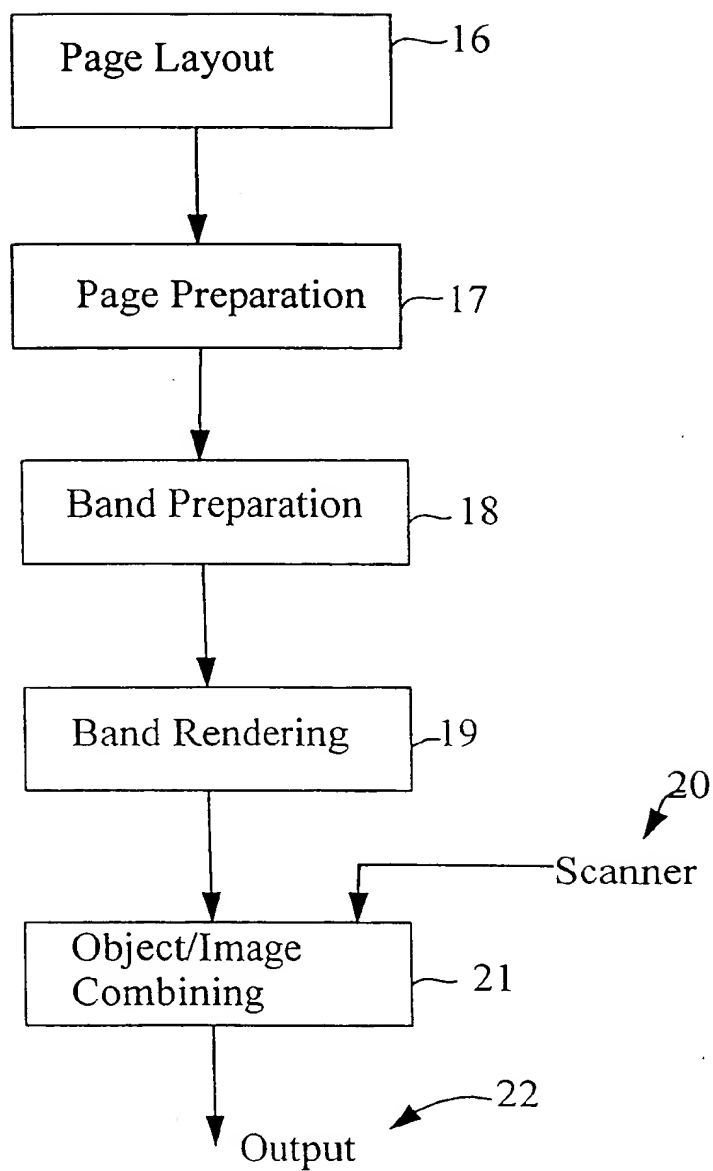 Page Layout
16
Page Preparation
17
Band Preparation
18
Band Rendering
19
20
Scanner
Object/Image
Combining
21
22
Output